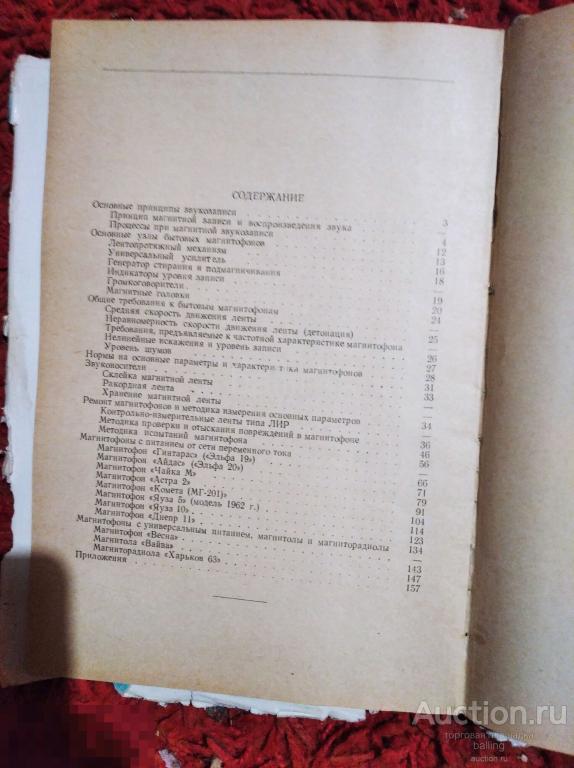 СОДЕРЖАНИЕ
Основные принципы звукозаписи 3
Принцип магнитной записи и воспроизведения звука —
Процессы при магнитной звукозаписи 4
Основные узлы бытовых магнитофонов 12
Лентопротяжный механизм 13
Универсальный усилитель 16
Генератор стирания и подмагничивания 18
Индикаторы уровня записи —
Громкоговорители 19
Магнитные головки 20
Общие требования к бытовым магнитофонам 24
Средняя скорость движения ленты
Неравномерность скорости движения ленты (детонация) 25
Требования, предъявляемые к частотной характеристике магнитофона —
Нелинейные искажения и уровень записи 26
Уровень шумов 27
Нормы на основные параметры и характеристика магнитофонов 28
Звуконосители 31
Склейка магнитной ленты 33
Ракордная лента —
Хранение магнитной ленты —
Ремонт магнитофонов и методика измерения основных параметров 34
Контрольно-измерительные ленты типа ЛИР —
Методика проверки и отыскания повреждений в магнитофоне 36
Методика испытаний магнитофона 46
Магнитофоны с питанием от сети переменного тока 56
Магнитофон «Гинтарас» («Эльфа 19») —
Магнитофон «Айдас» («Эльфа 20») 66
Магнитофон «Чайка М» 71
Магнитофон «Астра 2» 79
Магнитофон «Комета (МГ-201)» 91
Магнитофон «Яуза 5» (модель 1962 г.) 104
Магнитофон «Яуза 10» 114
Магнитофон «Днепр 11» 123
Магнитофоны с универсальным питанием, магнитолы и магниторадиолы 134
Магнитофон «Весна» —
Магнитола «Вайва» 143
Магниторадиола «Харьков 63» 147
Приложения 157
Auction.ru
торговая площадка
balling
auction.ru